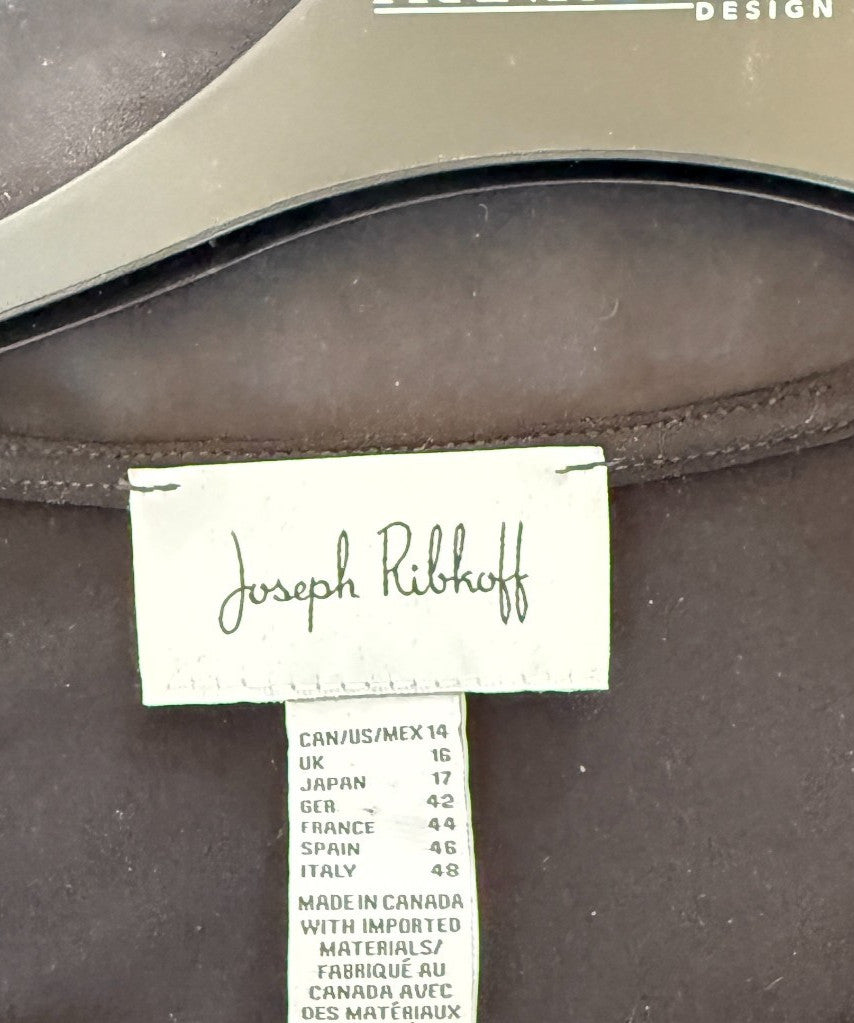 DESIGN
Joseph Ribkoff
CAN/US/MEX 14
UK 16
JAPAN 17
GER 42
FRANCE 44
SPAIN 46
ITALY 48
MADE IN CANADA
WITH IMPORTED
MATERIALS/
FABRIQUÉ AU
CANADA AVEC
DES MATÉRIAUX